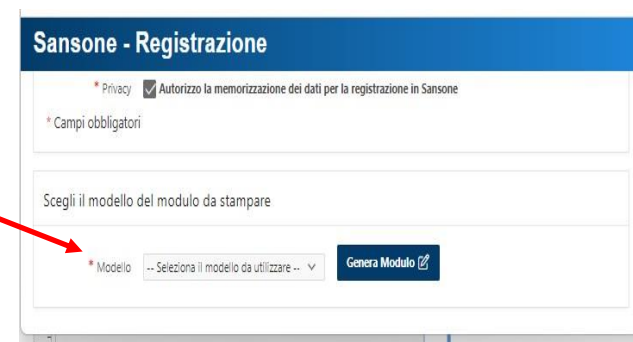 Sansone - Registrazione
* Privacy Autorizzo la memorizzazione dei dati per la registrazione in Sansone
* Campi obbligatori
Scegli il modello del modulo da stampare
* Modello -- Seleziona il modello da utilizzare -- Genera Modulo